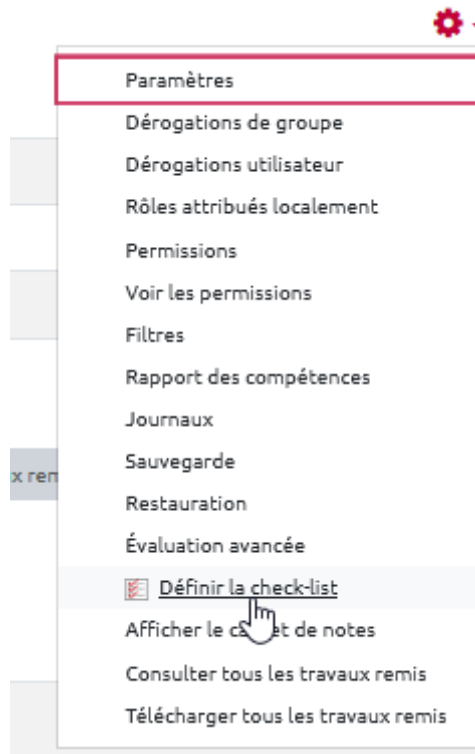 Paramètres
Dérogations de groupe
Dérogations utilisateur
Rôles attribués localement
Permissions
Voir les permissions
Filtres
Rapport des compétences
Journaux
x rem
Sauvegarde
Restauration
Évaluation avancée
Définir la check-list
Afficher le carnet de notes
Consulter tous les travaux remis
Télécharger tous les travaux remis